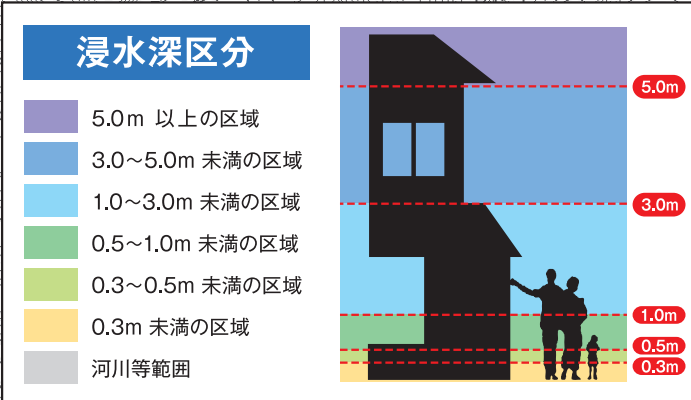 浸水深区分
5.0m 以上の区域
3.0～5.0m 未満の区域
1.0～3.0m 未満の区域
0.5～1.0m 未満の区域
0.3～0.5m 未満の区域
0.3m 未満の区域
河川等範囲
5.0m
3.0m
1.0m
0.5m
0.3m